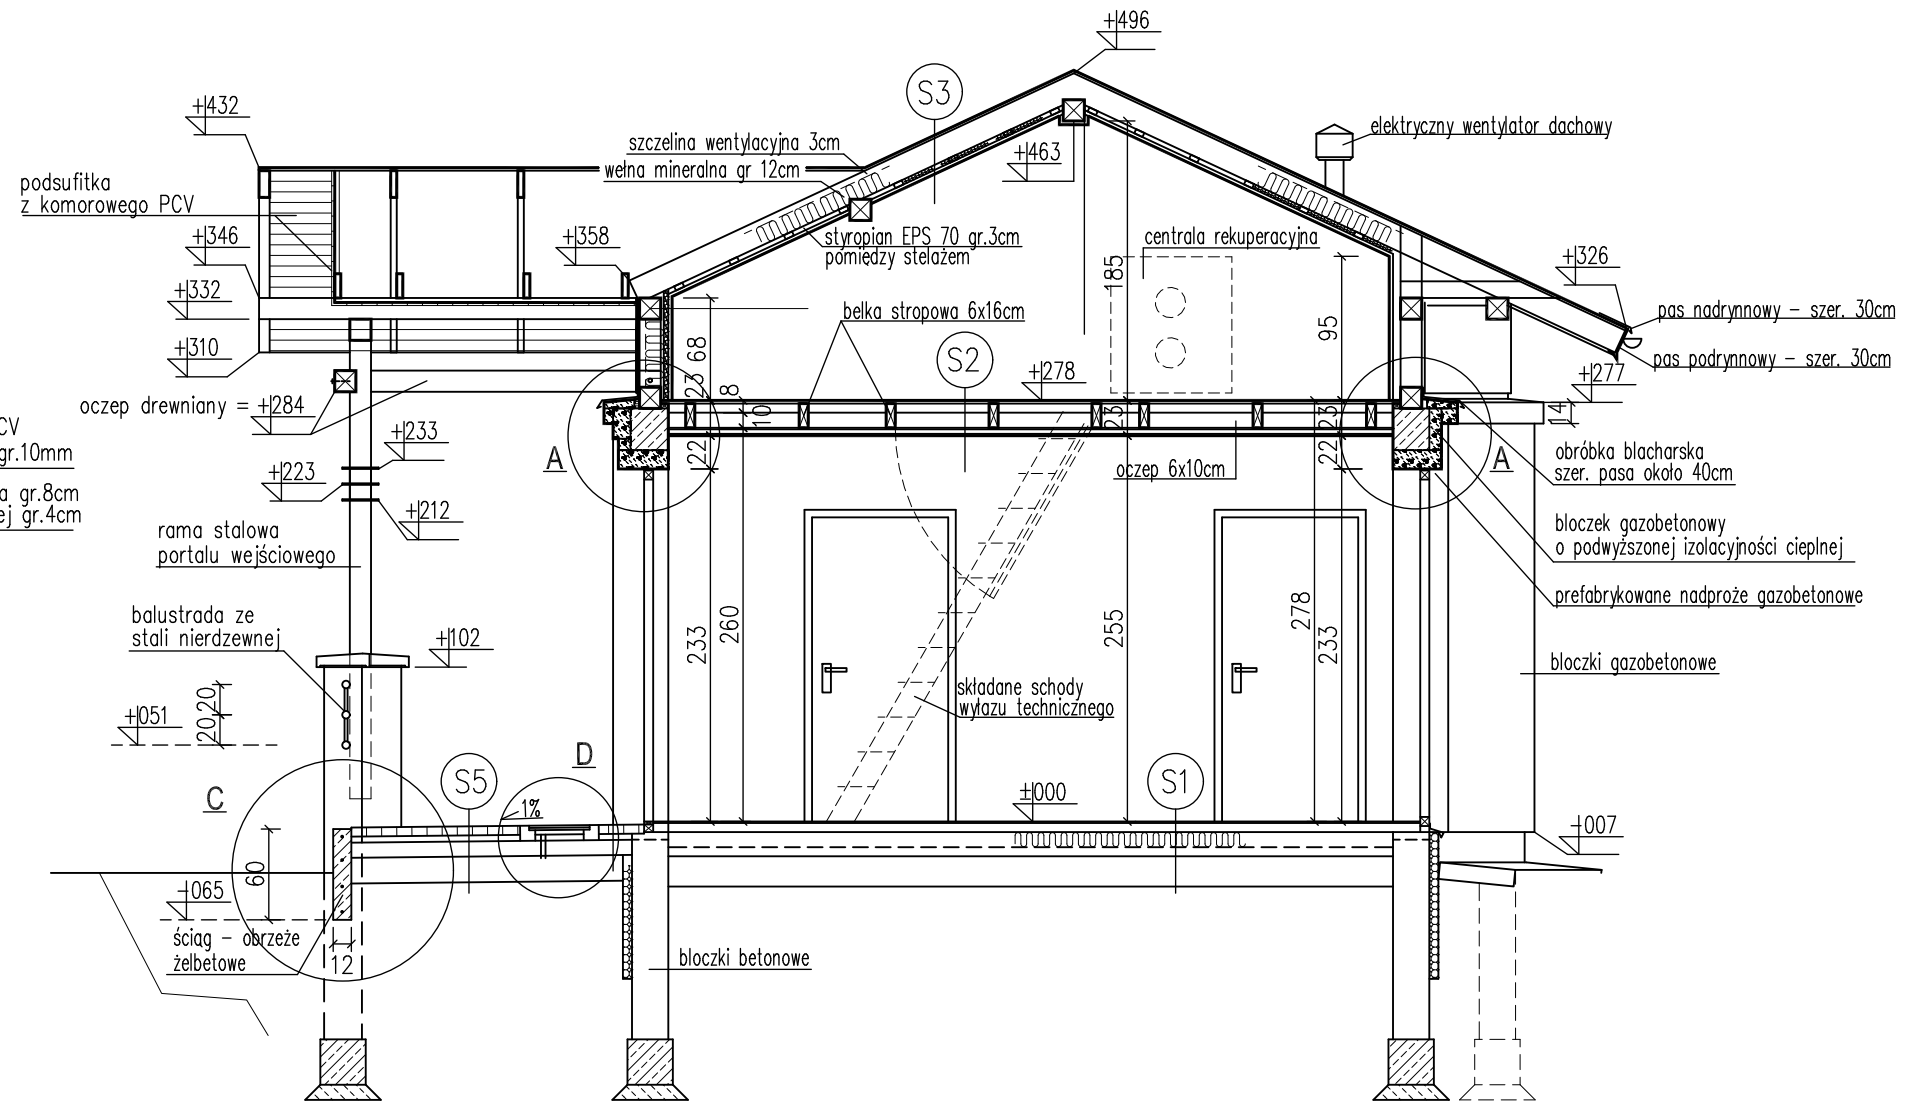 +496
S3
+432
elektryczny wentylator dachowy
szczelina wentylacyjna 3cm
+463
wełna mineralna gr 12cm
podsufitka
z komorowego PCV
+346
+358
styropian EPS 70 gr.3cm
pomiędzy stelażem
centrala rekuperacyjna
185
+326
+332
belka stropowa 6x16cm
pas nadrynnowy – szer. 30cm
95
+310
68
S2
pas podrynnowy – szer. 30cm
23
8
+278
+277
oczep drewniany =
+284
10
23
23
14
CV
gr.10mm
+233
A
22
22
A
obróbka blacharska
szer. pasa około 40cm
oczep 6x10cm
+223
a gr.8cm
ej gr.4cm
+212
rama stalowa
portalu wejściowego
bloczek gazobetonowy
o podwyższonej izolacyjności cieplnej
prefabrykowane nadproże gazobetonowe
balustrada ze
stali nierdzewnej
+102
233
260
255
278
233
bloczki gazobetonowe
składane schody
wyłazu technicznego
20
20
+051
D
S5
S1
C
1%
±000
-007
60
-065
ściąg – obrzeże
żelbetowe
12
bloczki betonowe